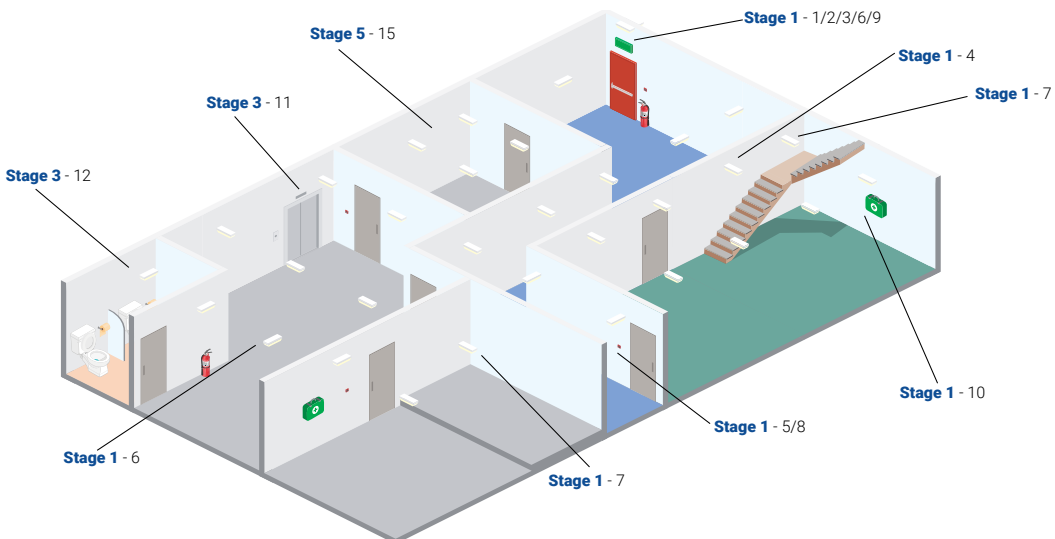 Stage 1 - 1/2/3/6/9
Stage 5 - 15
Stage 1 - 4
Stage 1 - 7
Stage 3 - 11
Stage 3 - 12
Stage 1 - 10
Stage 1 - 5/8
Stage 1 - 6
Stage 1 - 7